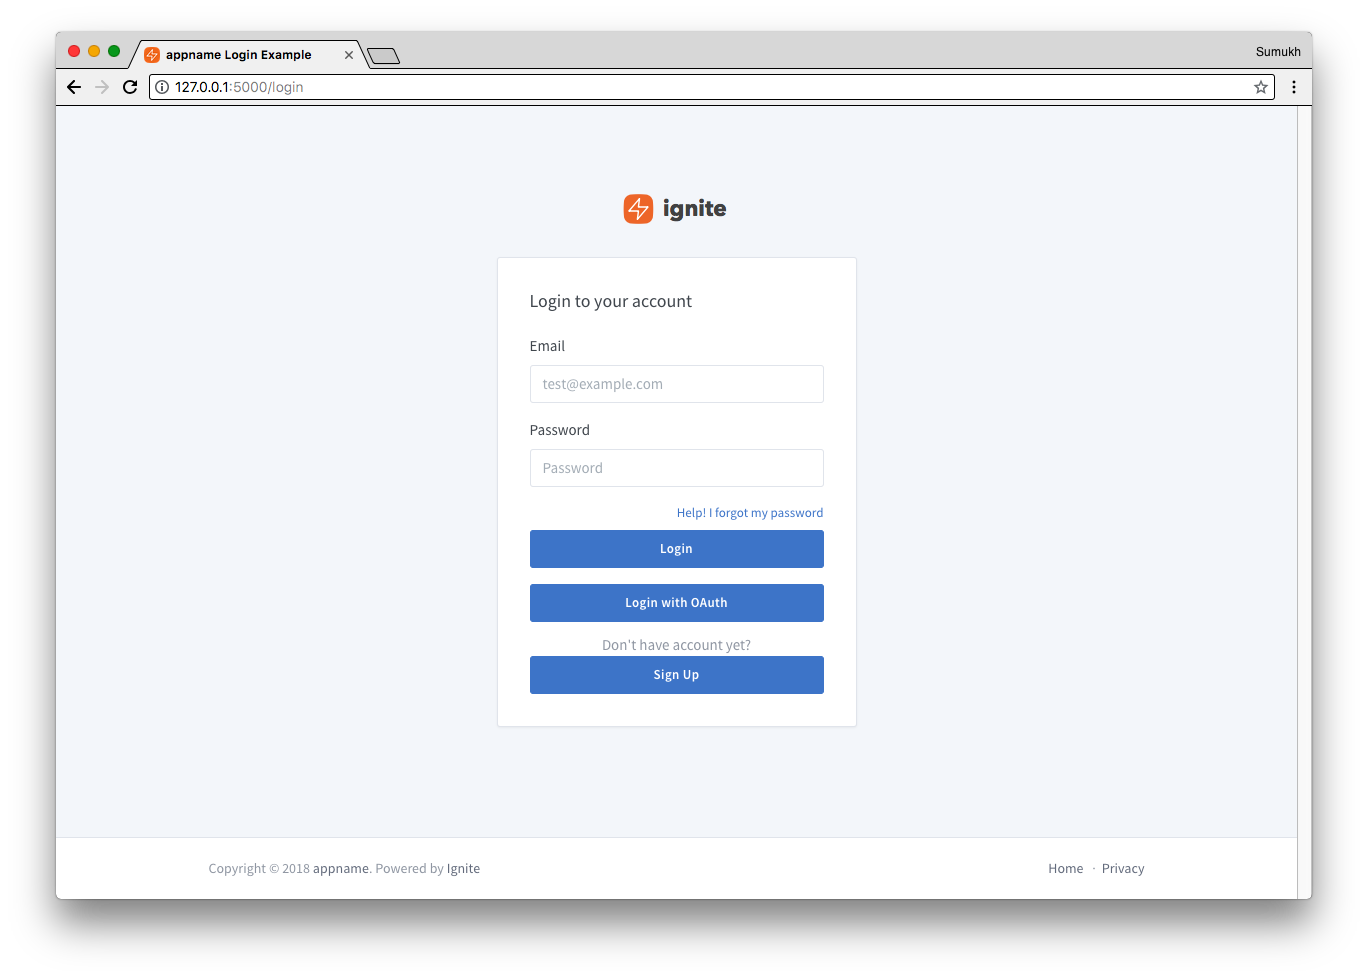 appname Login Example
Sumukh
127.0.0.1:5000/login
ignite
Login to your account
Email
test@example.com
Password
Password
Help! I forgot my password
Login
Login with OAuth
Don't have account yet?
Sign Up
Copyright © 2018 appname. Powered by Ignite
Home · Privacy